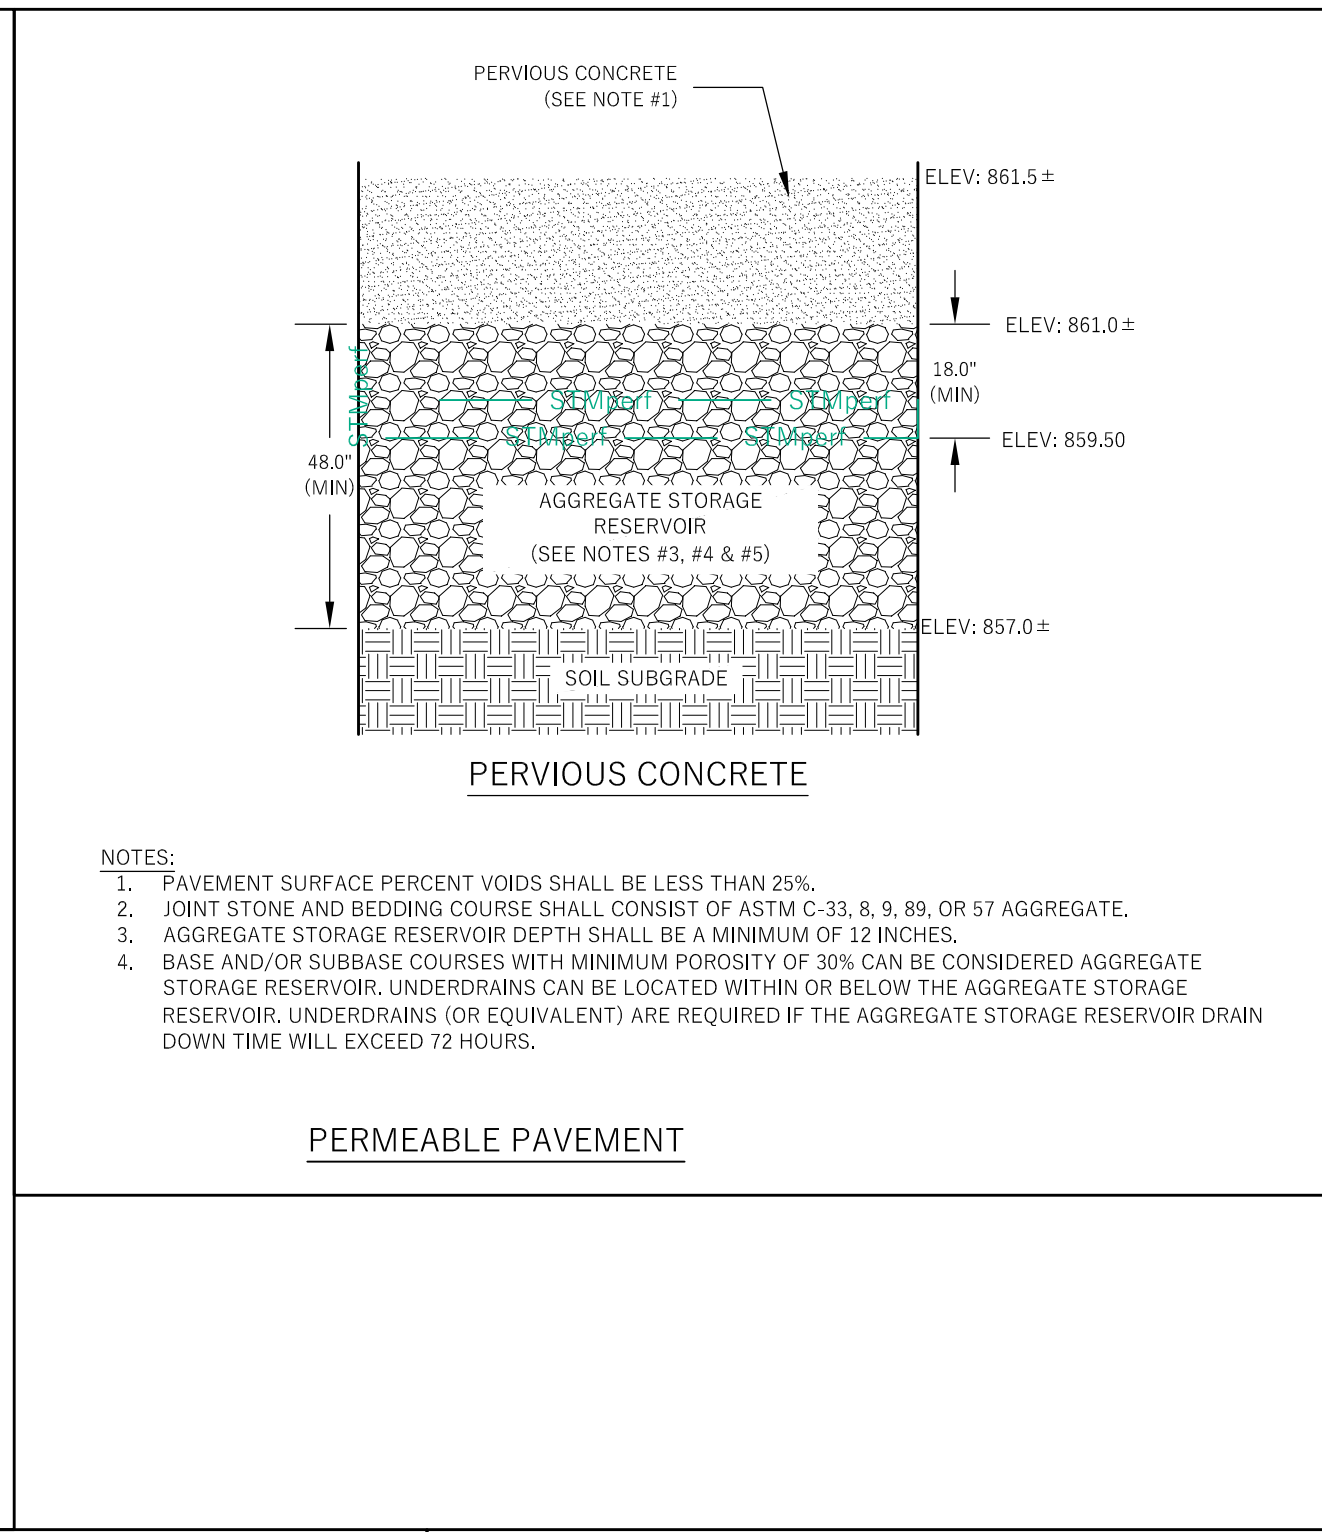 PERVIOUS CONCRETE
(SEE NOTE #1)
ELEV: 861.5±
ELEV: 861.0±
18.0"
(MIN)
STMperf
STMperf STMperf
STMperf STMperf
ELEV: 859.50
48.0"
(MIN)
AGGREGATE STORAGE
RESERVOIR
(SEE NOTES #3, #4 & #5)
ELEV: 857.0±
SOIL SUBGRADE
PERVIOUS CONCRETE
NOTES:
1. PAVEMENT SURFACE PERCENT VOIDS SHALL BE LESS THAN 25%.
2. JOINT STONE AND BEDDING COURSE SHALL CONSIST OF ASTM C-33, 8, 9, 89, OR 57 AGGREGATE.
3. AGGREGATE STORAGE RESERVOIR DEPTH SHALL BE A MINIMUM OF 12 INCHES.
4. BASE AND/OR SUBBASE COURSES WITH MINIMUM POROSITY OF 30% CAN BE CONSIDERED AGGREGATE
STORAGE RESERVOIR. UNDERDRAINS CAN BE LOCATED WITHIN OR BELOW THE AGGREGATE STORAGE
RESERVOIR. UNDERDRAINS (OR EQUIVALENT) ARE REQUIRED IF THE AGGREGATE STORAGE RESERVOIR DRAIN
DOWN TIME WILL EXCEED 72 HOURS.
PERMEABLE PAVEMENT